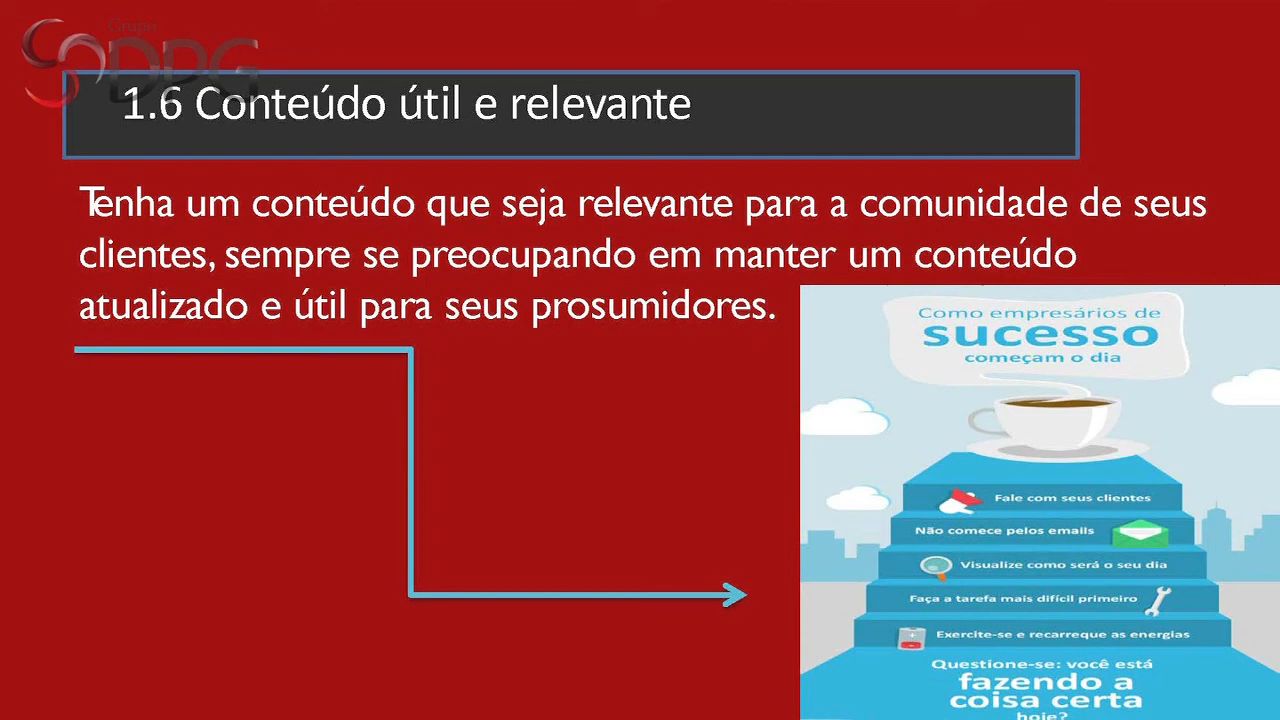 Grupo
DPG
1.6 Conteúdo útil e relevante
Tenha um conteúdo que seja relevante para a comunidade de seus
clientes, sempre se preocupando em manter um conteúdo
atualizado e útil para seus prosumidores.
Como empresários de
sucesso
começam o dia
Fale com seus clientes
Não comece pelos emails
Visualize como será o seu dia
Faça a tarefa mais difícil primeiro
Exercite-se e recarregue as energias
Questione-se: você está
fazendo a
coisa certa
hoje?